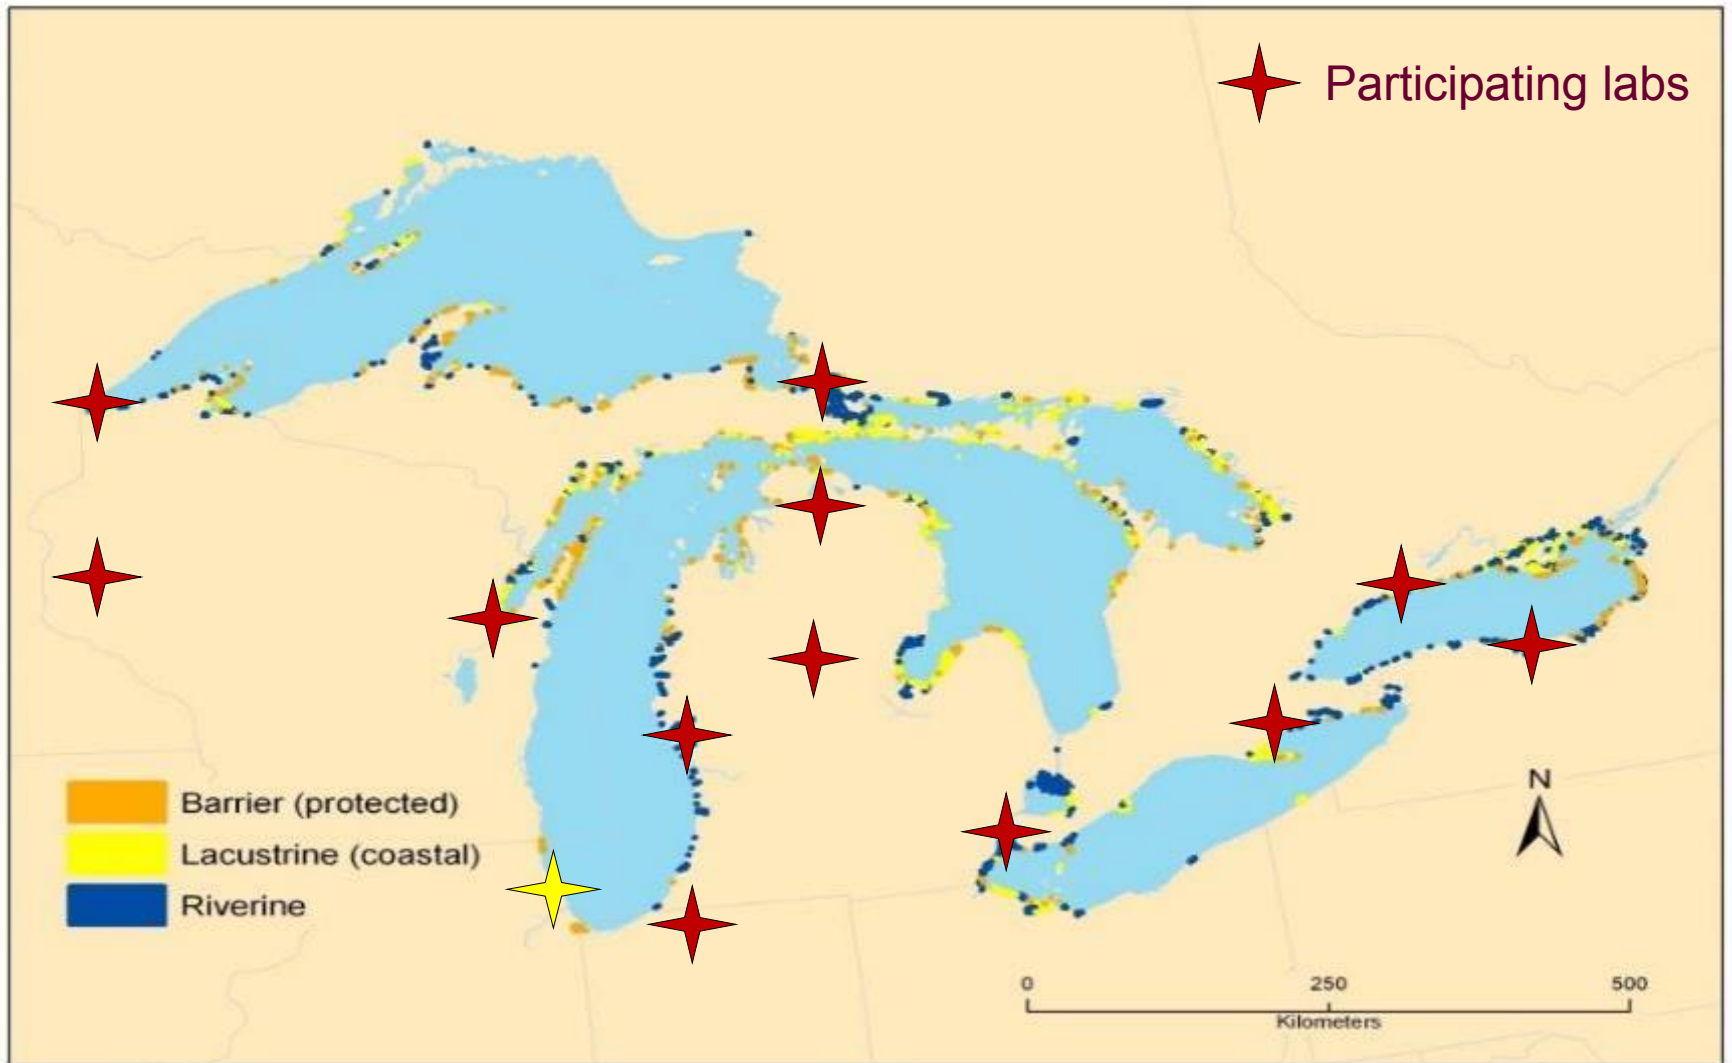 Participating labs
Barrier (protected)
Lacustrine (coastal)
Riverine
N
0 250 500
Kilometers